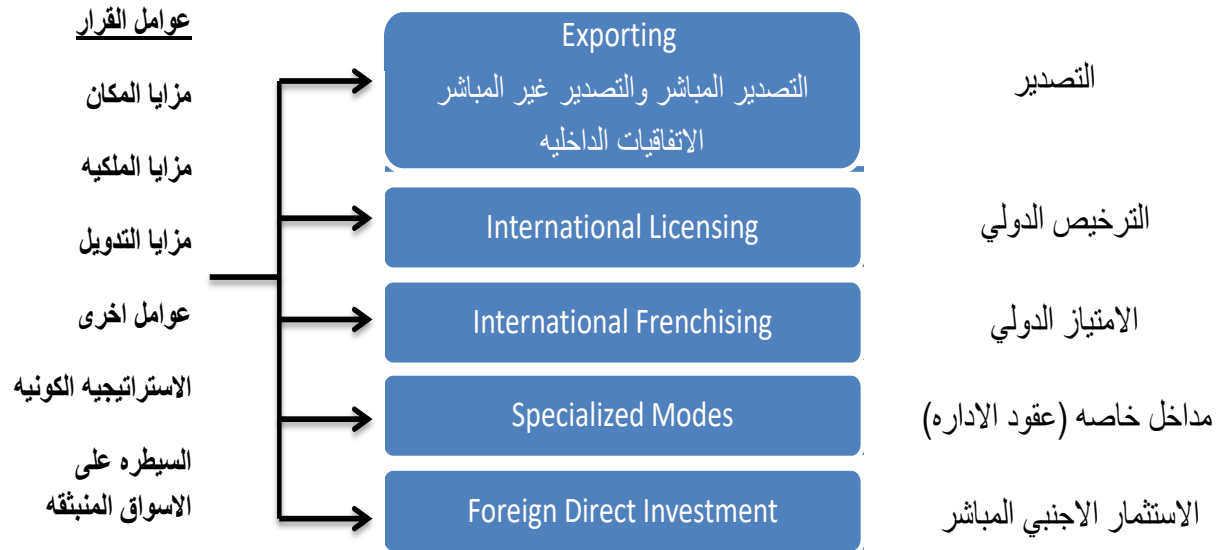 عوامل القرار
مزايا المكان
مزايا الملكيه
مزايا التدويل
عوامل اخرى
الاستراتيجيه الكونيه
السيطره على
الاسواق المنبثقه
Exporting
التصدير المباشر والتصدير غير المباشر
الاتفاقيات الداخليه
International Licensing
International Frenchising
Specialized Modes
Foreign Direct Investment
التصدير
الترخيص الدولي
الامتياز الدولي
مداخل خاصه (عقود الاداره)
الاستثمار الاجنبي المباشر